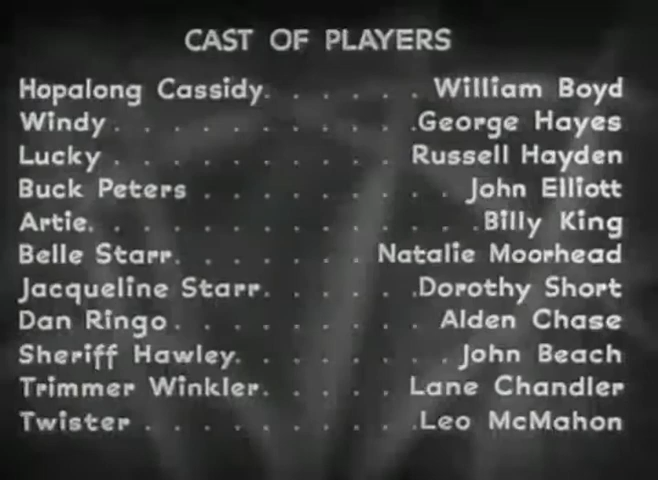 CAST OF PLAYERS
Hopalong Cassidy. . . . . . . William Boyd
Windy . . . . . . . . . . .George Hayes
Lucky . . . . . . . . . . Russell Hayden
Buck Peters . . . . . . . . . John Elliott
Artie. . . . . . . . . . . . . . .Billy King
Belle Starr. . . . . . . Natalie Moorhead
Jacqueline Starr. . . . . .Dorothy Short
Dan Ringo . . . . . . . . . Alden Chase
Sheriff Hawley. . . . . . . . John Beach
Trimmer Winkler. . . . . Lane Chandler
Twister . . . . . . . . . .Leo McMahon